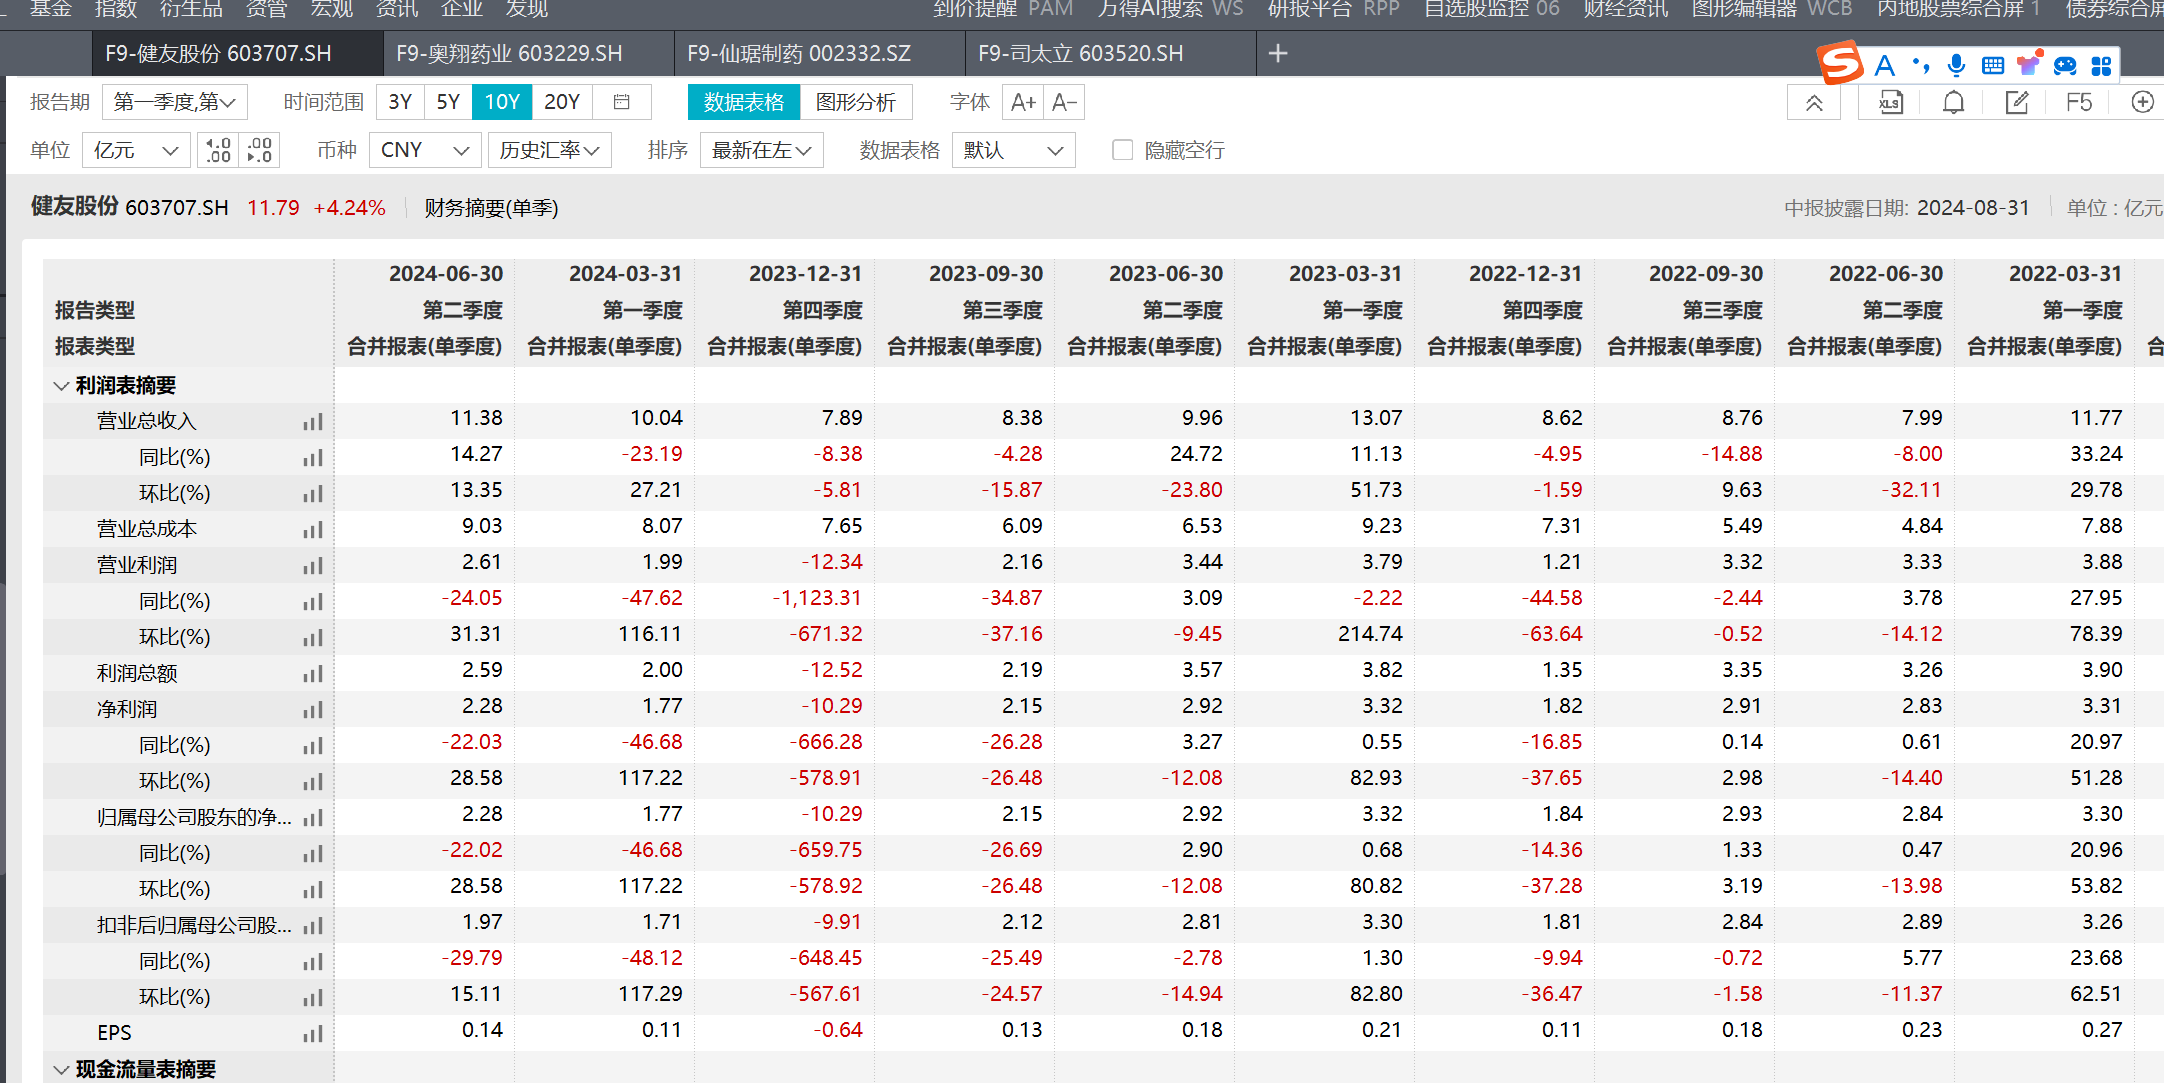 基金 指数 衍生品 资管 宏观 资讯 企业 发现 到价提醒 PAM 万得AI搜索 WS 研报平台 RPP 自选股监控 06 财经资讯 图形编辑器 WCB 内地股票综合屏 1 债券综合屏
F9-健友股份 603707.SH F9-奥翔药业 603229.SH F9-仙琚制药 002332.SZ F9-司太立 603520.SH +
报告期 第一季度,第 时间范围 3Y 5Y 10Y 20Y 数据表格 图形分析 字体 A+ A- XLS F5
单位 亿元 币种 CNY 历史汇率 排序 最新在左 数据表格 默认 隐藏空行
健友股份 603707.SH 11.79 +4.24% 财务摘要(单季) 中报披露日期: 2024-08-31 单位 : 亿元
2024-06-30 2024-03-31 2023-12-31 2023-09-30 2023-06-30 2023-03-31 2022-12-31 2022-09-30 2022-06-30 2022-03-31
报告类型 第二季度 第一季度 第四季度 第三季度 第二季度 第一季度 第四季度 第三季度 第二季度 第一季度
报表类型 合并报表(单季度) 合并报表(单季度) 合并报表(单季度) 合并报表(单季度) 合并报表(单季度) 合并报表(单季度) 合并报表(单季度) 合并报表(单季度) 合并报表(单季度) 合并报表(单季度) 合
利润表摘要
营业总收入 11.38 10.04 7.89 8.38 9.96 13.07 8.62 8.76 7.99 11.77
同比(%) 14.27 -23.19 -8.38 -4.28 24.72 11.13 -4.95 -14.88 -8.00 33.24
环比(%) 13.35 27.21 -5.81 -15.87 -23.80 51.73 -1.59 9.63 -32.11 29.78
营业总成本 9.03 8.07 7.65 6.09 6.53 9.23 7.31 5.49 4.84 7.88
营业利润 2.61 1.99 -12.34 2.16 3.44 3.79 1.21 3.32 3.33 3.88
同比(%) -24.05 -47.62 -1,123.31 -34.87 3.09 -2.22 -44.58 -2.44 3.78 27.95
环比(%) 31.31 116.11 -671.32 -37.16 -9.45 214.74 -63.64 -0.52 -14.12 78.39
利润总额 2.59 2.00 -12.52 2.19 3.57 3.82 1.35 3.35 3.26 3.90
净利润 2.28 1.77 -10.29 2.15 2.92 3.32 1.82 2.91 2.83 3.31
同比(%) -22.03 -46.68 -666.28 -26.28 3.27 0.55 -16.85 0.14 0.61 20.97
环比(%) 28.58 117.22 -578.91 -26.48 -12.08 82.93 -37.65 2.98 -14.40 51.28
归属母公司股东的净... 2.28 1.77 -10.29 2.15 2.92 3.32 1.84 2.93 2.84 3.30
同比(%) -22.02 -46.68 -659.75 -26.69 2.90 0.68 -14.36 1.33 0.47 20.96
环比(%) 28.58 117.22 -578.92 -26.48 -12.08 80.82 -37.28 3.19 -13.98 53.82
扣非后归属母公司股... 1.97 1.71 -9.91 2.12 2.81 3.30 1.81 2.84 2.89 3.26
同比(%) -29.79 -48.12 -648.45 -25.49 -2.78 1.30 -9.94 -0.72 5.77 23.68
环比(%) 15.11 117.29 -567.61 -24.57 -14.94 82.80 -36.47 -1.58 -11.37 62.51
EPS 0.14 0.11 -0.64 0.13 0.18 0.21 0.11 0.18 0.23 0.27
现金流量表摘要